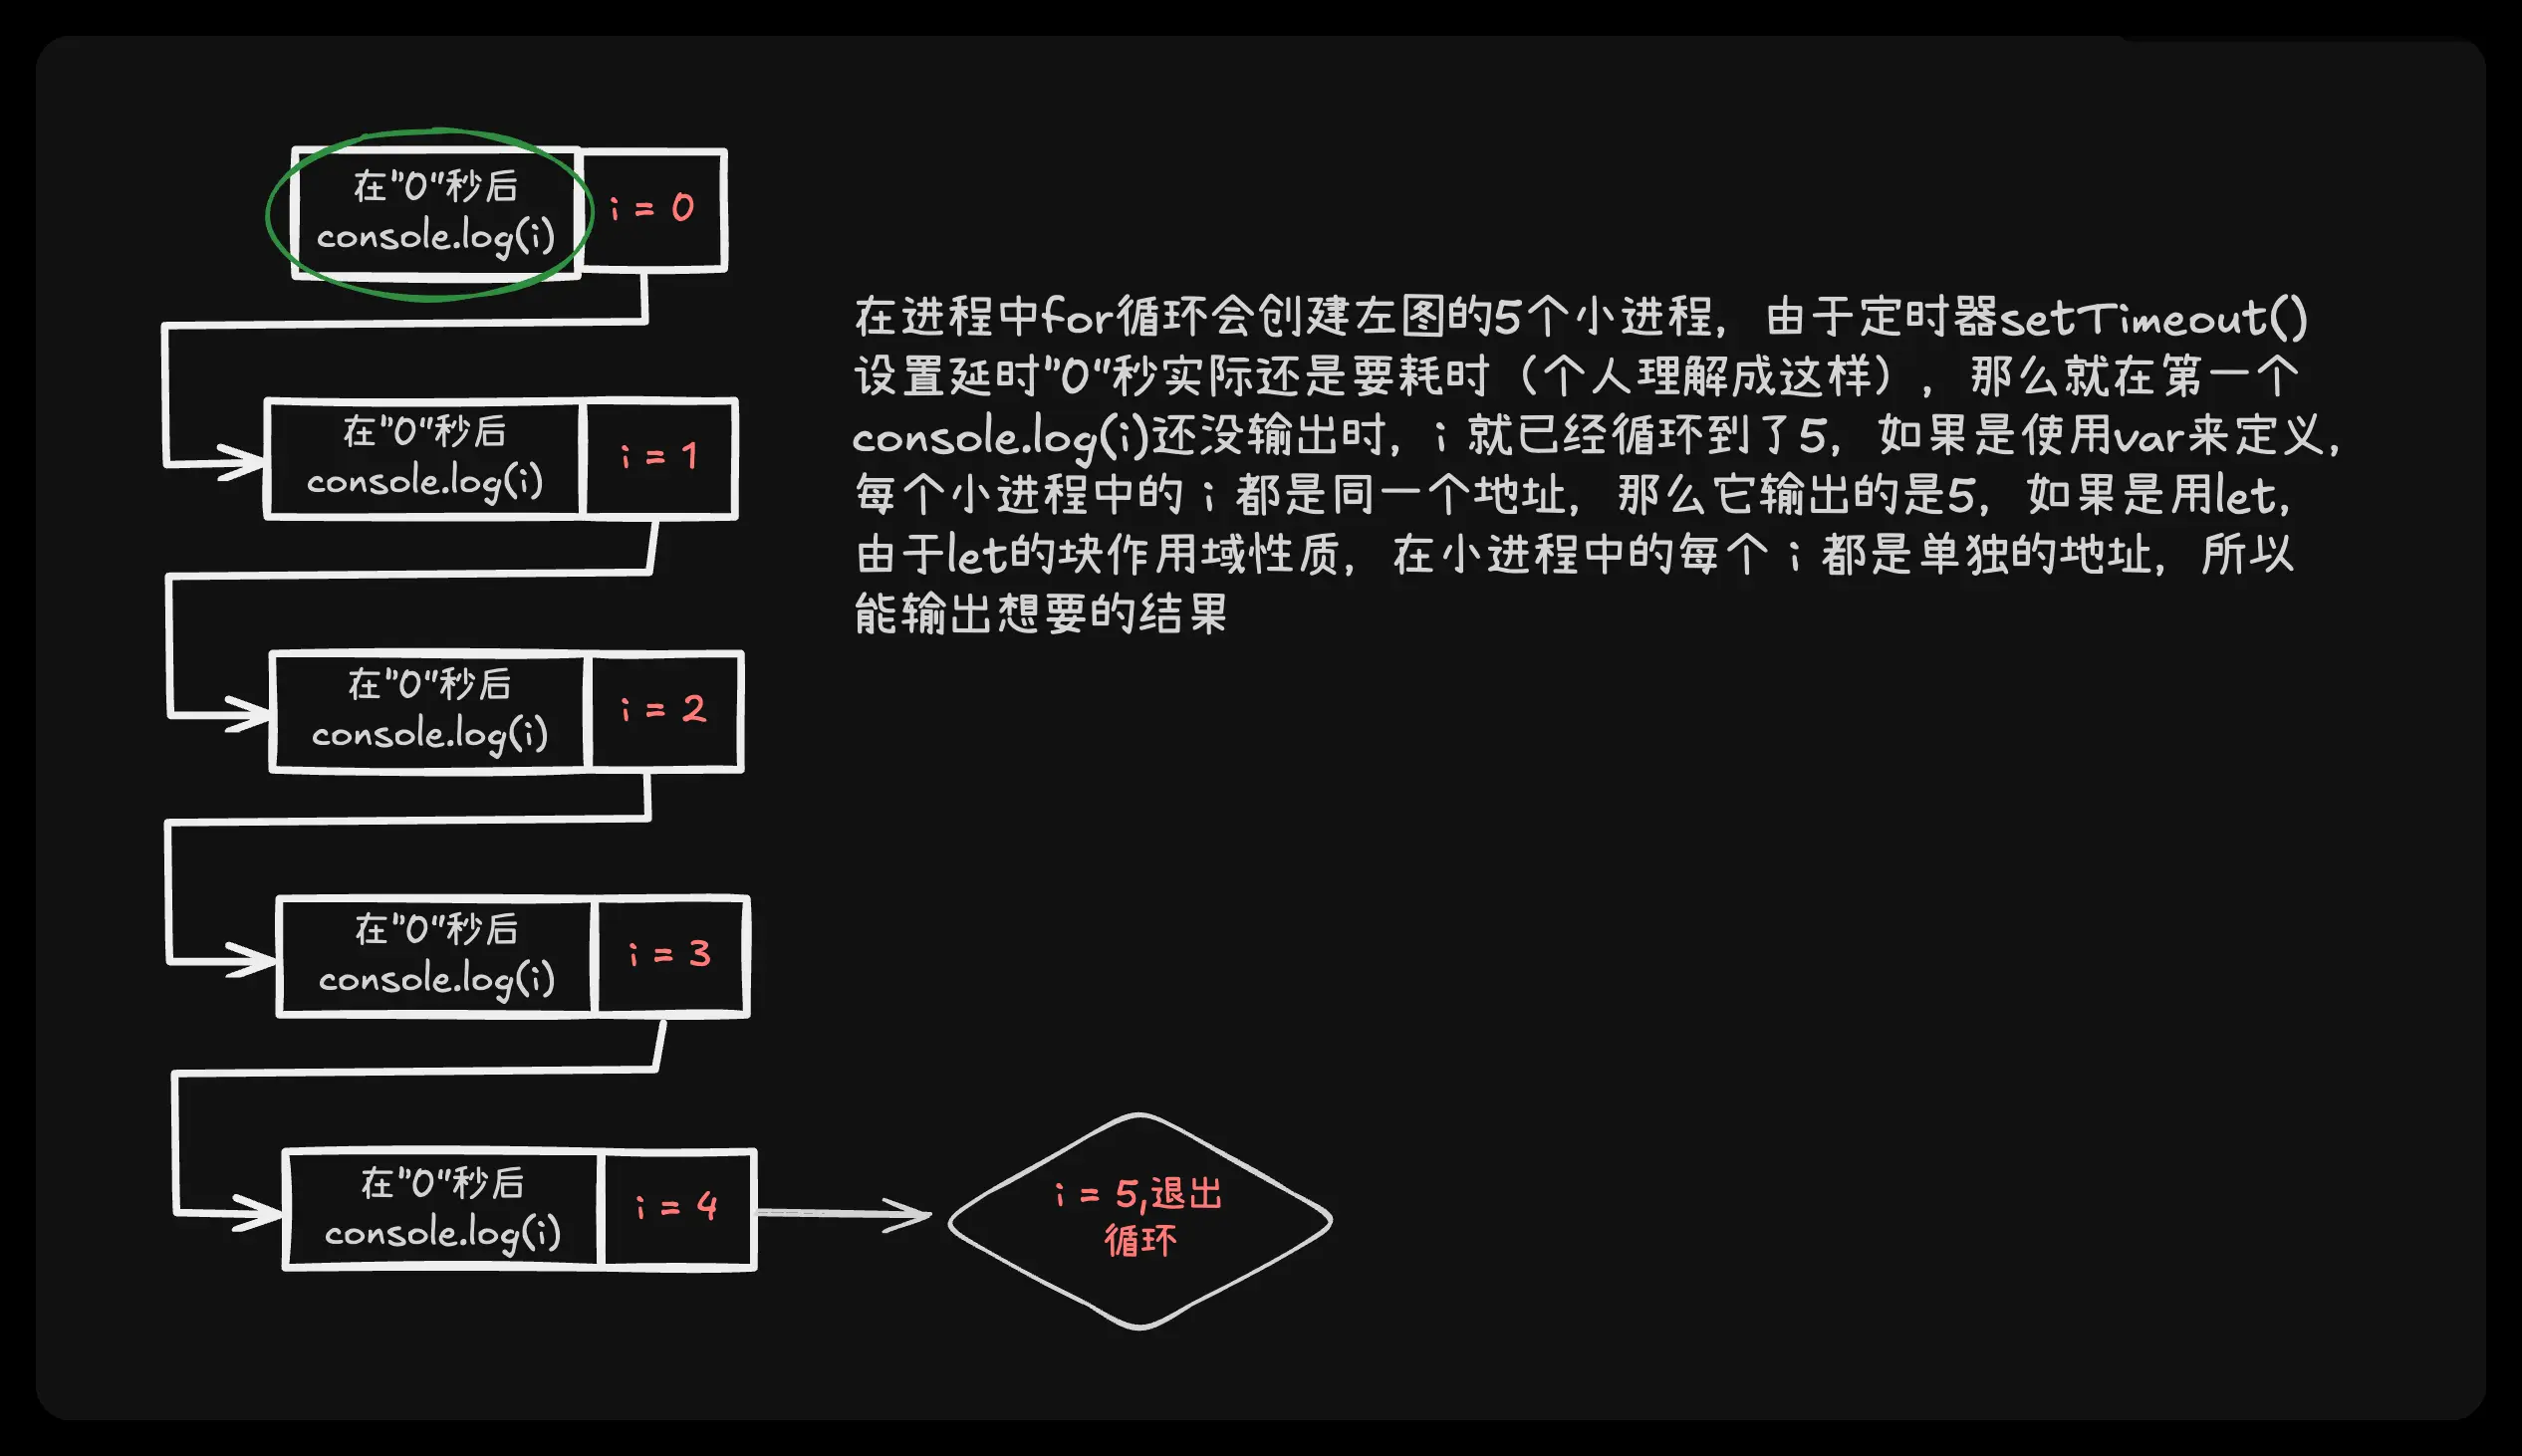 在"0"秒后
console.log(i)
i = 0
在进程中for循环会创建左图的5个小进程，由于定时器setTimeout()
设置延时"0"秒实际还是要耗时（个人理解成这样），那么就在第一个
console.log(i)还没输出时，i 就已经循环到了5，如果是使用var来定义，
每个小进程中的 i 都是同一个地址，那么它输出的是5，如果是用let，
由于let的块作用域性质，在小进程中的每个 i 都是单独的地址，所以
能输出想要的结果
在"0"秒后
console.log(i)
i = 1
在"0"秒后
console.log(i)
i = 2
在"0"秒后
console.log(i)
i = 3
在"0"秒后
console.log(i)
i = 4
i = 5,退出
循环